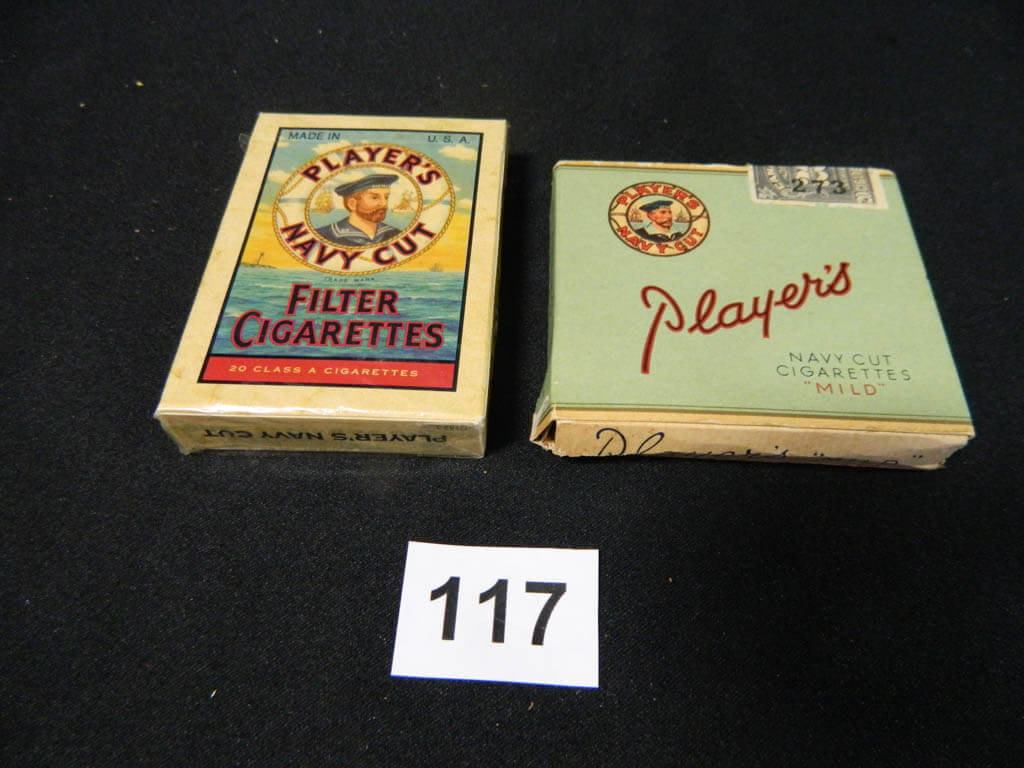 MADE IN U.S.A.
PLAYER'S
NAVY CUT
TRADE MARK
FILTER
CIGARETTES
20 CLASS A CIGARETTES
PLAYER'S NAVY CUT
273
PLAYER'S
NAVY CUT
Player's
NAVY CUT
CIGARETTES
"MILD"
Player's
117